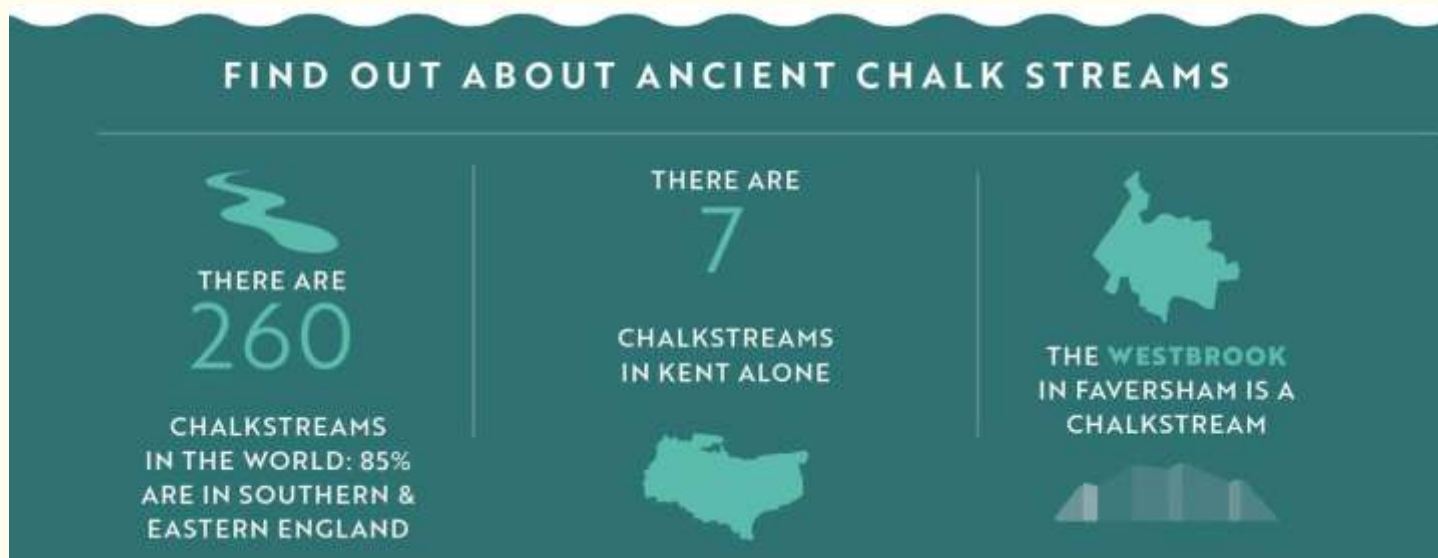 FIND OUT ABOUT ANCIENT CHALK STREAMS
THERE ARE
260
CHALKSTREAMS
IN THE WORLD: 85%
ARE IN SOUTHERN &
EASTERN ENGLAND
THERE ARE
7
CHALKSTREAMS
IN KENT ALONE
THE WESTBROOK
IN FAVERSHAM IS A
CHALKSTREAM